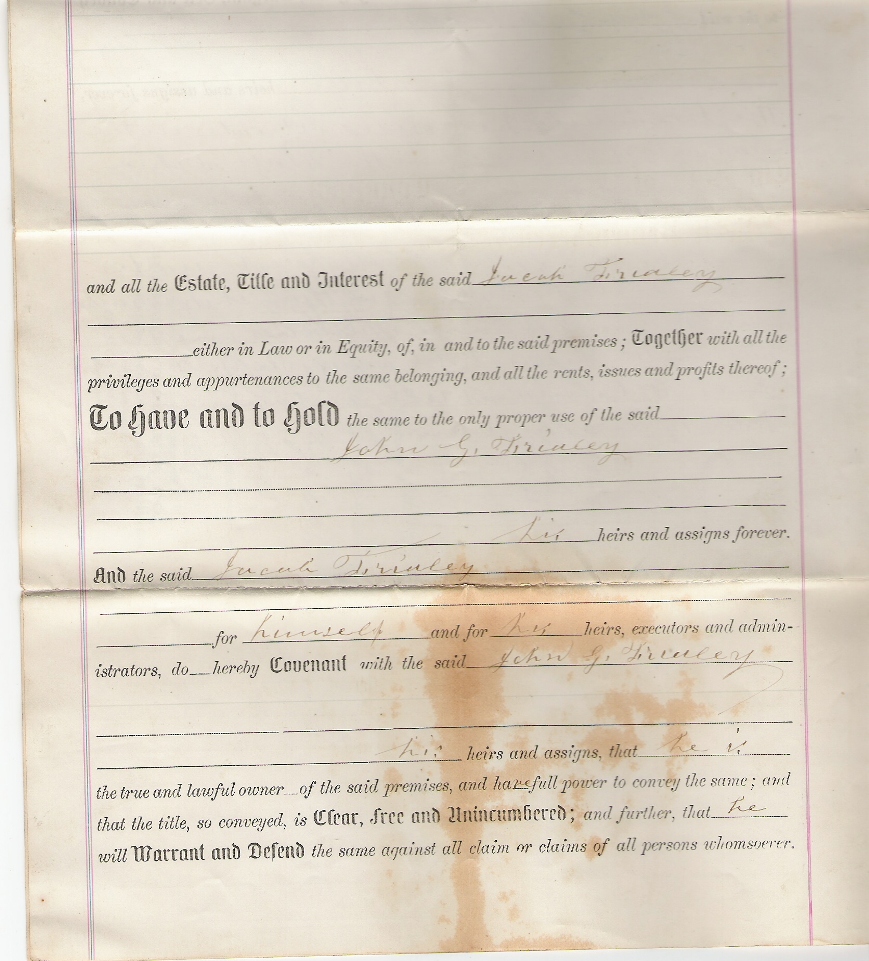 and all the Estate, Title and Interest of the said Jacob Findley
either in Law or in Equity, of, in and to the said premises; Together with all the
privileges and appurtenances to the same belonging, and all the rents, issues and profits thereof;
To Have and to Hold the same to the only proper use of the said
John G. Findley
his heirs and assigns forever.
And the said Jacob Findley
for himself and for his heirs, executors and admin-
istrators, do hereby Covenant with the said John G. Findley
his heirs and assigns, that he is
the true and lawful owner of the said premises, and have full power to convey the same; and
that the title, so conveyed, is Clear, Free and Unincumbered; and further, that he
will Warrant and Defend the same against all claim or claims of all persons whomsoever.